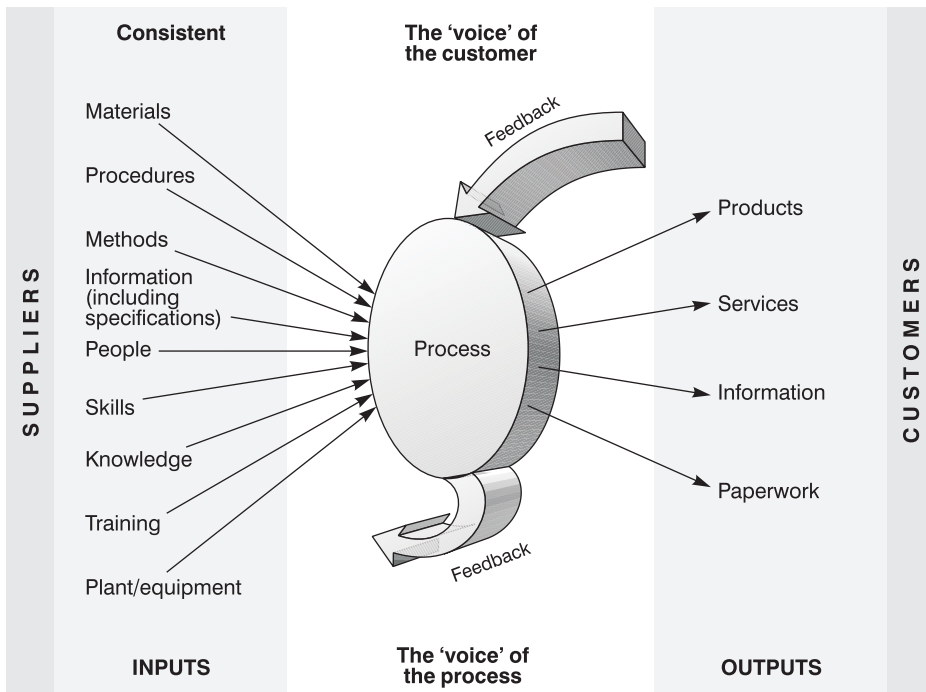 Consistent
The ‘voice’ of
the customer
Materials
Feedback
Procedures
Products
Methods
Information
(including
specifications)
Services
SUPPLIERS
People
Process
CUSTOMERS
Information
Skills
Knowledge
Paperwork
Training
Feedback
Plant/equipment
INPUTS
The ‘voice’ of
the process
OUTPUTS